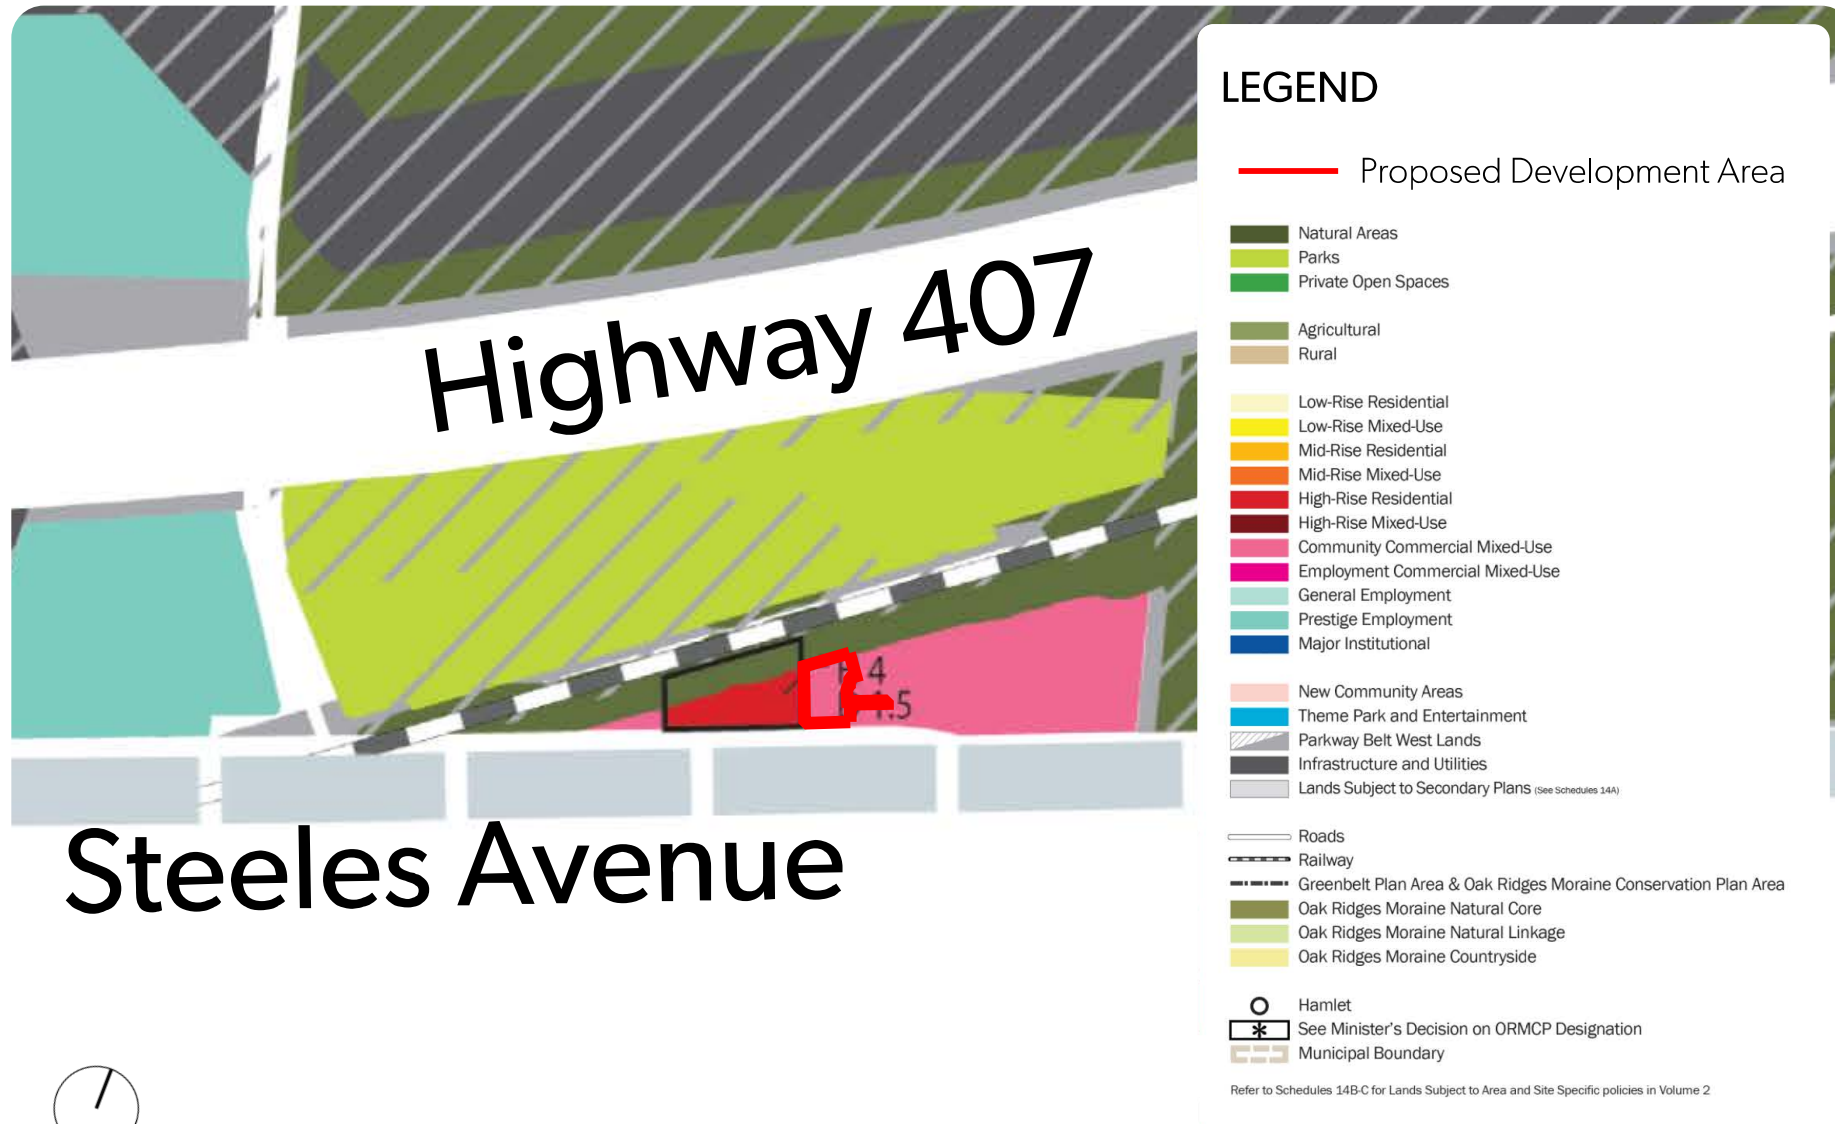 LEGEND
Proposed Development Area
Natural Areas
Parks
Private Open Spaces
Agricultural
Rural
Low-Rise Residential
Low-Rise Mixed-Use
Mid-Rise Residential
Mid-Rise Mixed-Use
High-Rise Residential
High-Rise Mixed-Use
Community Commercial Mixed-Use
Employment Commercial Mixed-Use
General Employment
Prestige Employment
Major Institutional
New Community Areas
Theme Park and Entertainment
Parkway Belt West Lands
Infrastructure and Utilities
Lands Subject to Secondary Plans (See Schedules 14A)
Roads
Railway
Greenbelt Plan Area & Oak Ridges Moraine Conservation Plan Area
Oak Ridges Moraine Natural Core
Oak Ridges Moraine Natural Linkage
Oak Ridges Moraine Countryside
Hamlet
See Minister's Decision on ORMCP Designation
Municipal Boundary
Refer to Schedules 14B-C for Lands Subject to Area and Site Specific policies in Volume 2
Highway 407
4
1.5
Steeles Avenue